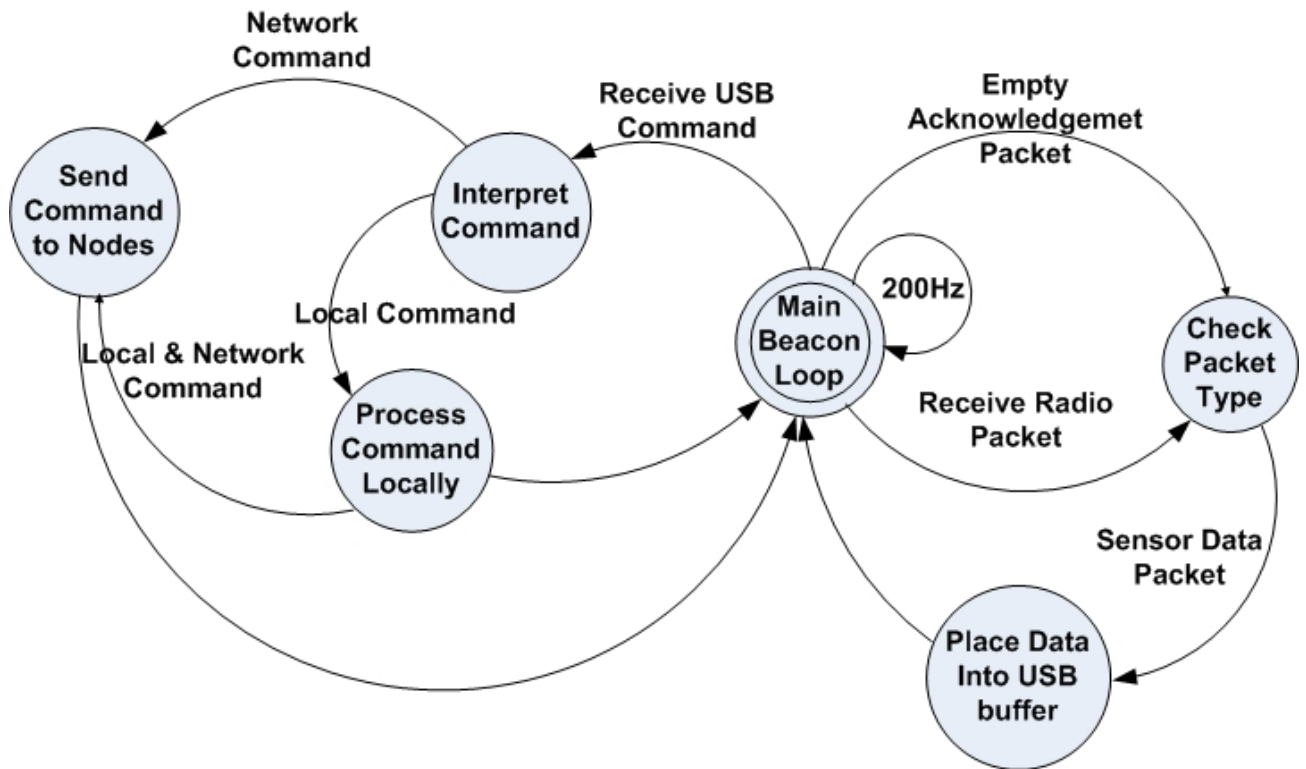 Network
Command
Receive USB
Command
Empty
Acknowledgemet
Packet
Send
Command
to Nodes
Interpret
Command
200Hz
Main
Beacon
Loop
Check
Packet
Type
Local Command
Local & Network
Command
Process
Command
Locally
Receive Radio
Packet
Sensor Data
Packet
Place Data
Into USB
buffer